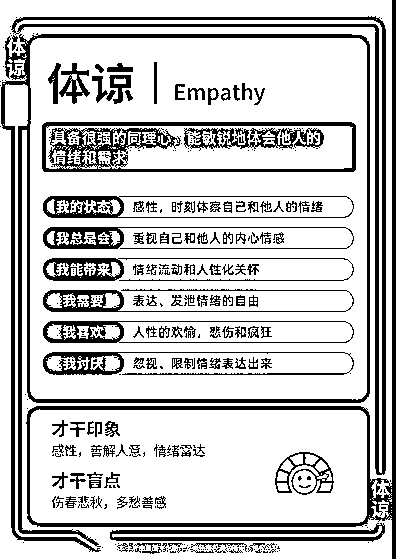 体谅
体谅 | Empathy
具备很强的同理心，能敏锐地体会他人的
情绪和需求
我的状态 感性，时刻体察自己和他人的情绪
我总是会 重视自己和他人的内心情感
我能带来 情绪流动和人性化关怀
我需要 表达、发泄情绪的自由
我喜欢 人性的欢愉，悲伤和疯狂
我讨厌 忽视、限制情绪表达出来
才干印象
感性，善解人意，情绪雷达
才干盲点
伤春悲秋，多愁善感
体谅